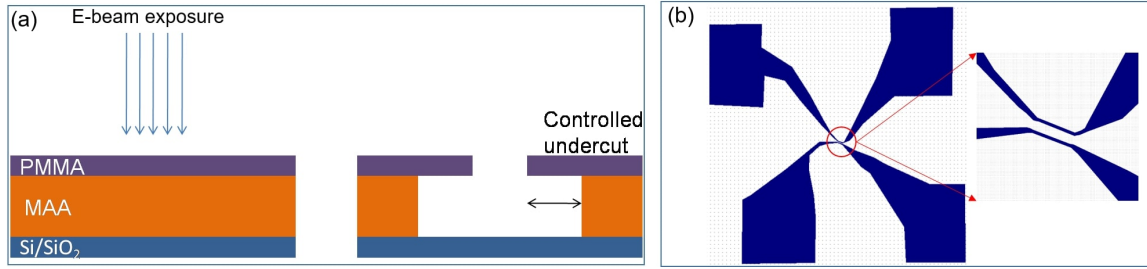 (a)
E-beam exposure
Controlled
undercut
PMMA
MAA
Si/SiO₂
(b)